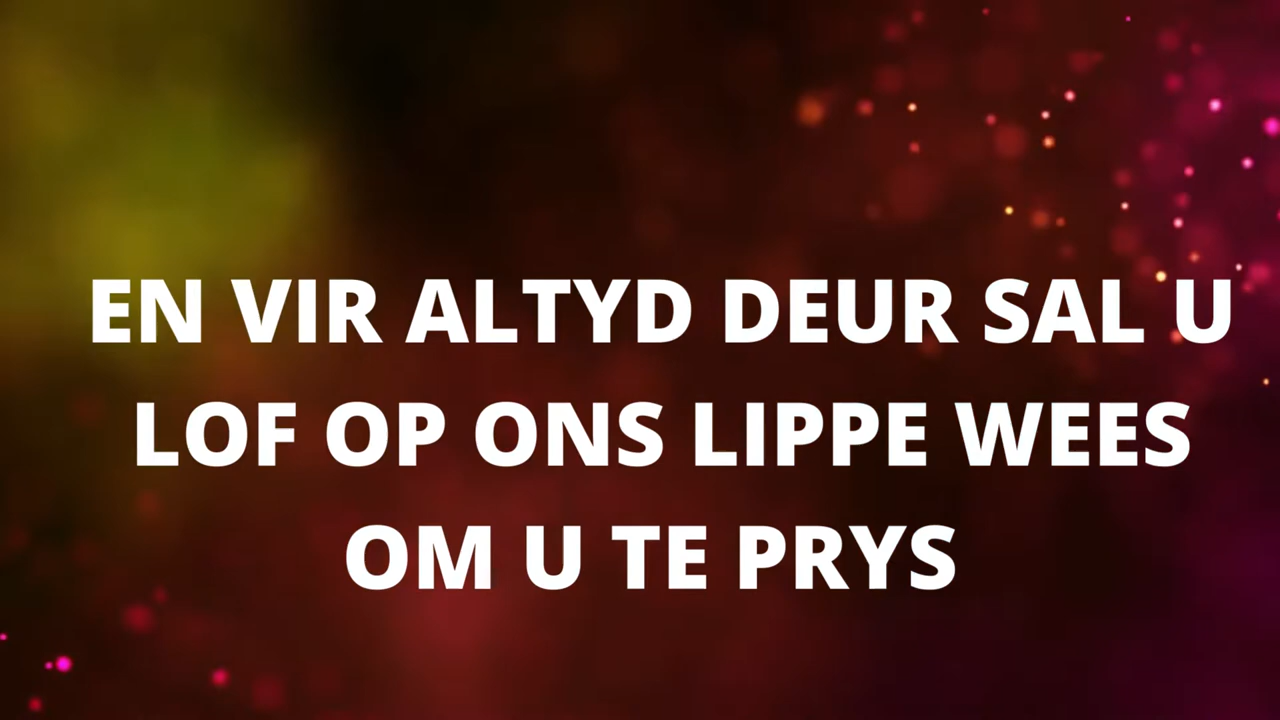 EN VIR ALTYD DEUR SAL U
LOF OP ONS LIPPE WEES
OM U TE PRYS